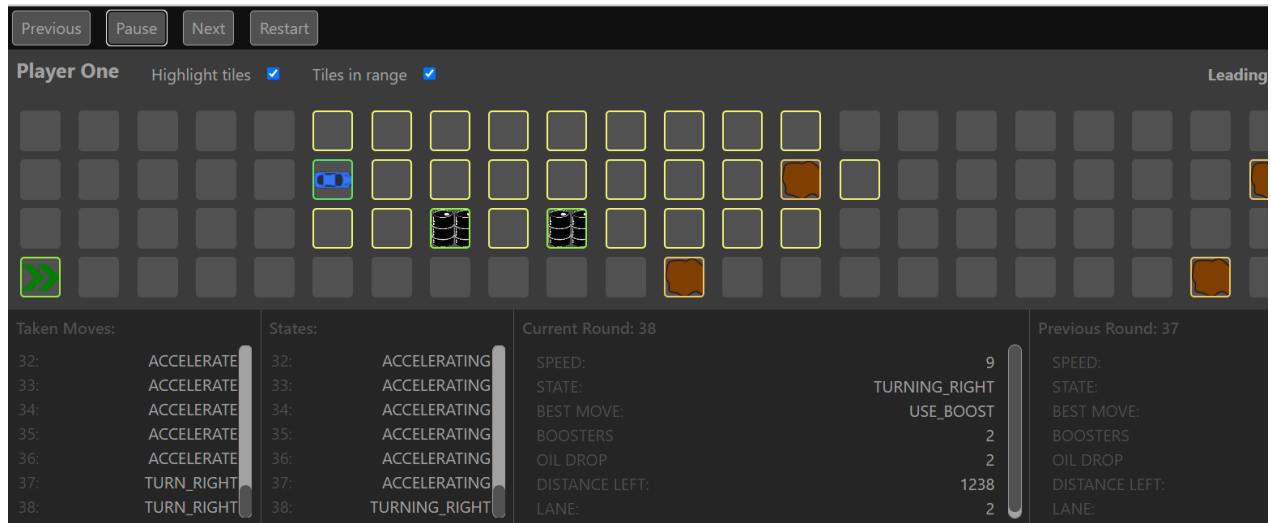 Previous Pause Next Restart
Player One Highlight tiles Tiles in range Leading
Taken Moves: States: Current Round: 38 Previous Round: 37
32: ACCELERATE 32: ACCELERATING SPEED: 9 SPEED:
33: ACCELERATE 33: ACCELERATING STATE: TURNING_RIGHT STATE:
34: ACCELERATE 34: ACCELERATING BEST MOVE: USE_BOOST BEST MOVE:
35: ACCELERATE 35: ACCELERATING BOOSTERS 2 BOOSTERS
36: ACCELERATE 36: ACCELERATING OIL DROP 2 OIL DROP
37: TURN_RIGHT 37: ACCELERATING DISTANCE LEFT: 1238 DISTANCE LEFT:
38: TURN_RIGHT 38: TURNING_RIGHT LANE: 2 LANE: